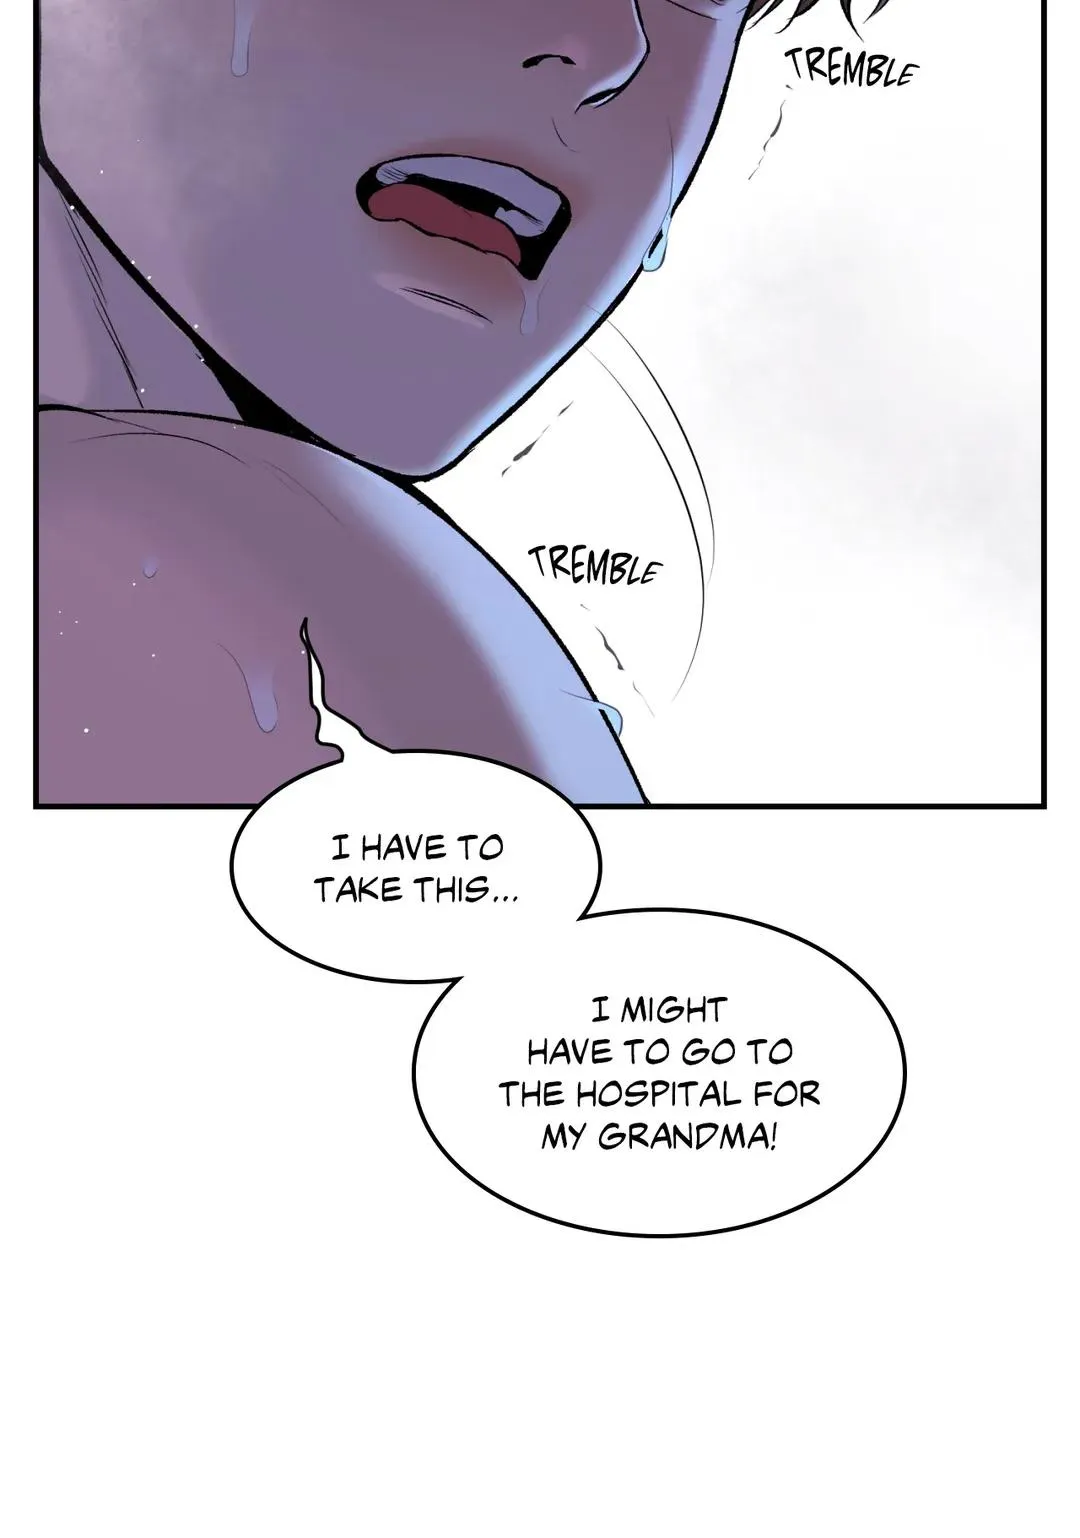 TREMBLE
TREMBLE
I HAVE TO
TAKE THIS...
I MIGHT
HAVE TO GO TO
THE HOSPITAL FOR
MY GRANDMA!